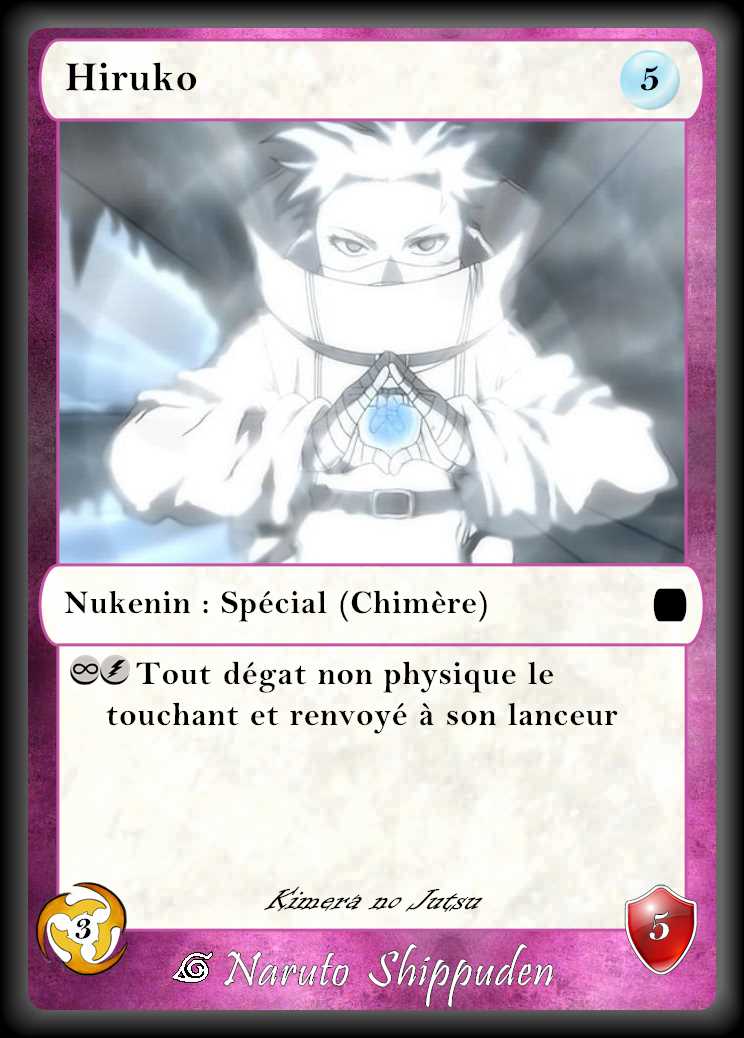 Hiruko
5
Nukenin : Spécial (Chimère)
Tout dégat non physique le
touchant et renvoyé à son lanceur
Kimera no Jutsu
3
5
Naruto Shippuden